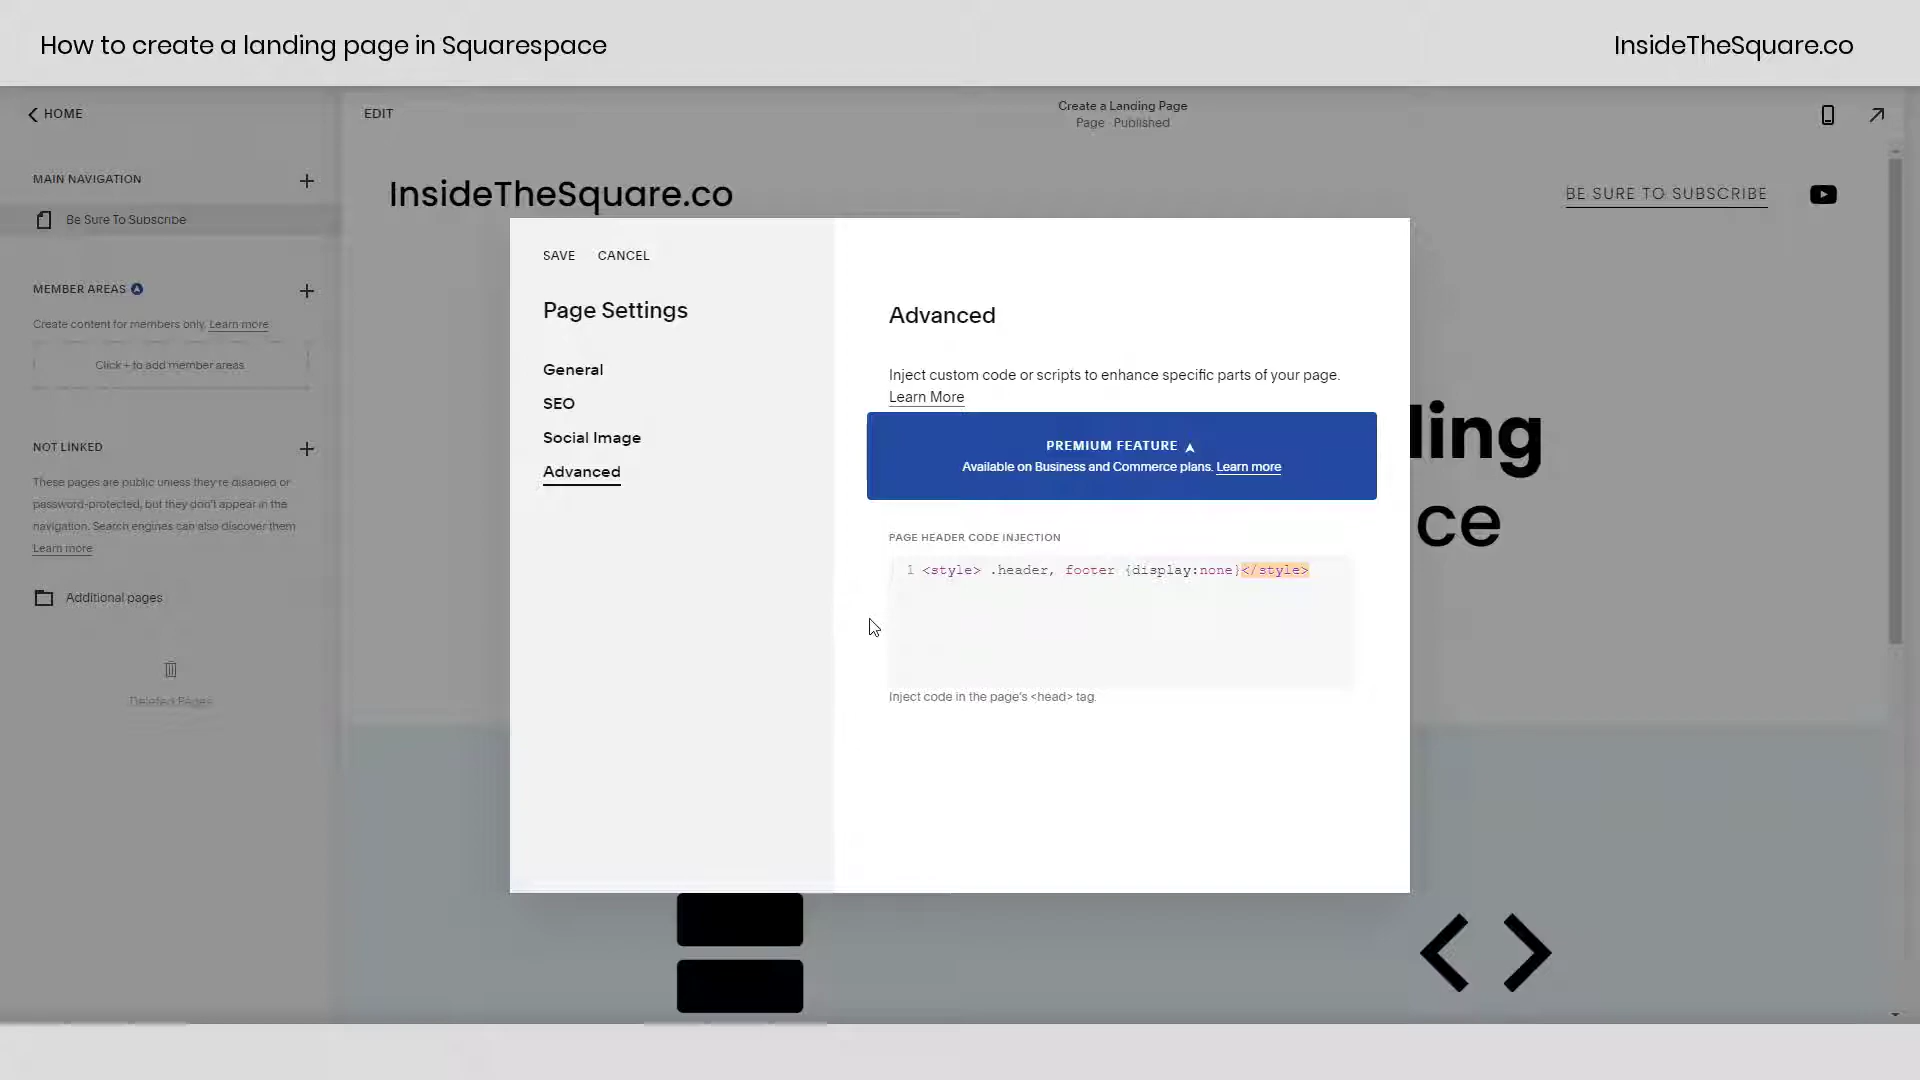 How to create a landing page in Squarespace
InsideTheSquare.co
HOME
EDIT
Create a Landing Page
Page · Published
MAIN NAVIGATION
Be Sure To Subscribe
MEMBER AREAS
Create content for members only. Learn more
Click + to add member areas
NOT LINKED
These pages are public unless they're disabled or
password-protected, but they don't appear in the
navigation. Search engines can also discover them
Learn more
Additional pages
Deleted Pages
InsideTheSquare.co
BE SURE TO SUBSCRIBE
SAVE
CANCEL
Page Settings
General
SEO
Social Image
Advanced
Advanced
Inject custom code or scripts to enhance specific parts of your page.
Learn More
PREMIUM FEATURE
Available on Business and Commerce plans. Learn more
PAGE HEADER CODE INJECTION
1 <style> .header, footer {display:none}</style>
Inject code in the page's <head> tag.
ding
ce